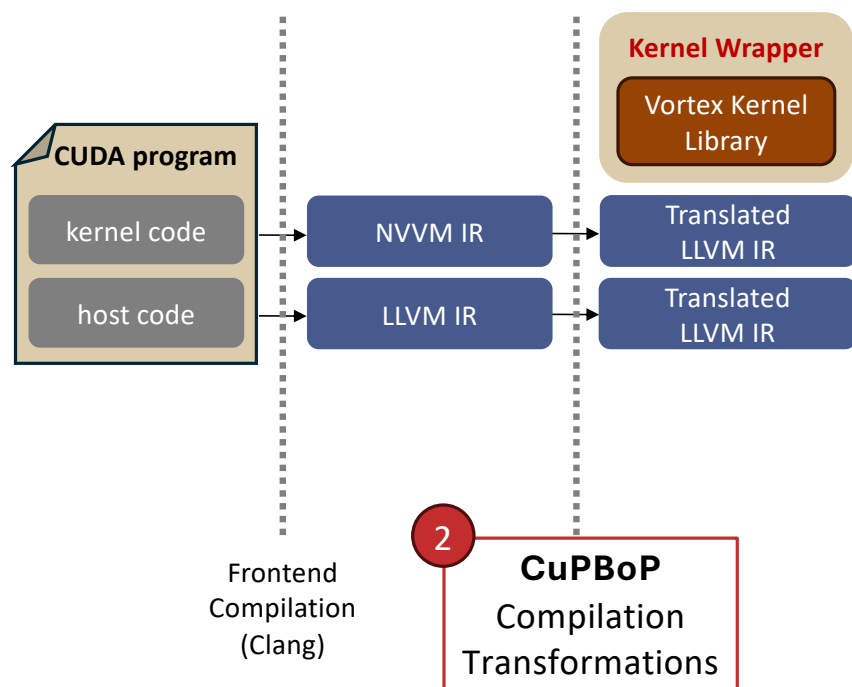 Kernel Wrapper
Vortex Kernel
Library
CUDA program
kernel code
NVVM IR
Translated
LLVM IR
host code
LLVM IR
Translated
LLVM IR
Frontend
Compilation
(Clang)
2
CuPBoP
Compilation
Transformations